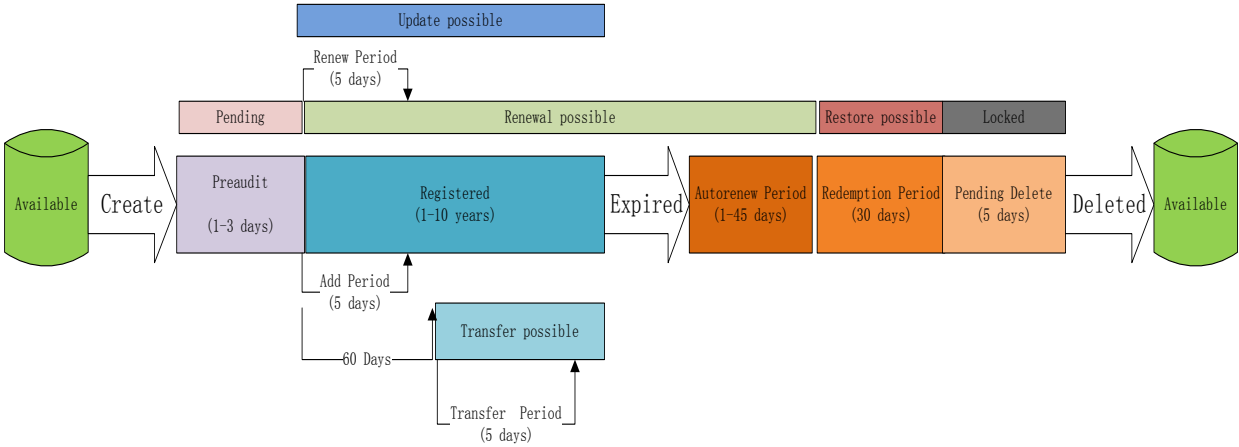 Update possible
Renew Period
(5 days)
Pending
Renewal possible
Restore possible
Locked
Available
Create
Preaudit
(1-3 days)
Registered
(1-10 years)
Expired
Autorenew Period
(1-45 days)
Redemption Period
(30 days)
Pending Delete
(5 days)
Deleted
Available
Add Period
(5 days)
Transfer possible
60 Days
Transfer Period
(5 days)